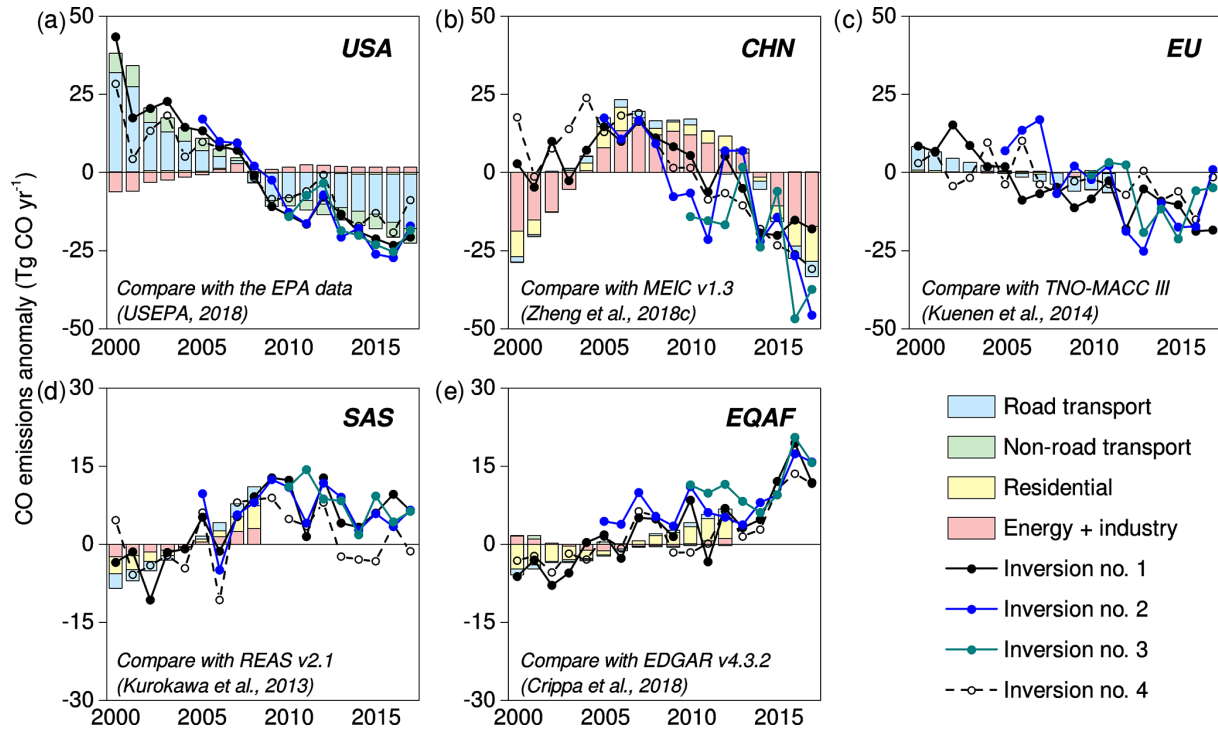 CO emissions anomaly (Tg CO yr-1)
(a)
USA
50
25
0
-25
-50
Compare with the EPA data
(USEPA, 2018)
2000 2005 2010 2015
(b)
CHN
50
25
0
-25
-50
Compare with MEIC v1.3
(Zheng et al., 2018c)
2000 2005 2010 2015
(c)
EU
50
25
0
-25
-50
Compare with TNO-MACC III
(Kuenen et al., 2014)
2000 2005 2010 2015
(d)
SAS
30
15
0
-15
-30
Compare with REAS v2.1
(Kurokawa et al., 2013)
2000 2005 2010 2015
(e)
EQAF
30
15
0
-15
-30
Compare with EDGAR v4.3.2
(Crippa et al., 2018)
2000 2005 2010 2015
Road transport
Non-road transport
Residential
Energy + industry
Inversion no. 1
Inversion no. 2
Inversion no. 3
Inversion no. 4